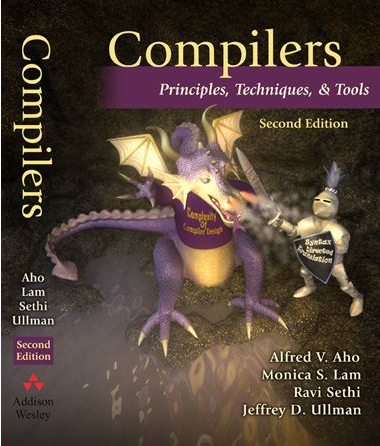 Compilers
Aho
Lam
Sethi
Ullman
Second
Edition
Addison
Wesley
Compilers
Principles, Techniques, & Tools
Second Edition
Complexity
Of
Compiler Design
Syntax
Directed
Translation
Alfred V. Aho
Monica S. Lam
Ravi Sethi
Jeffrey D. Ullman